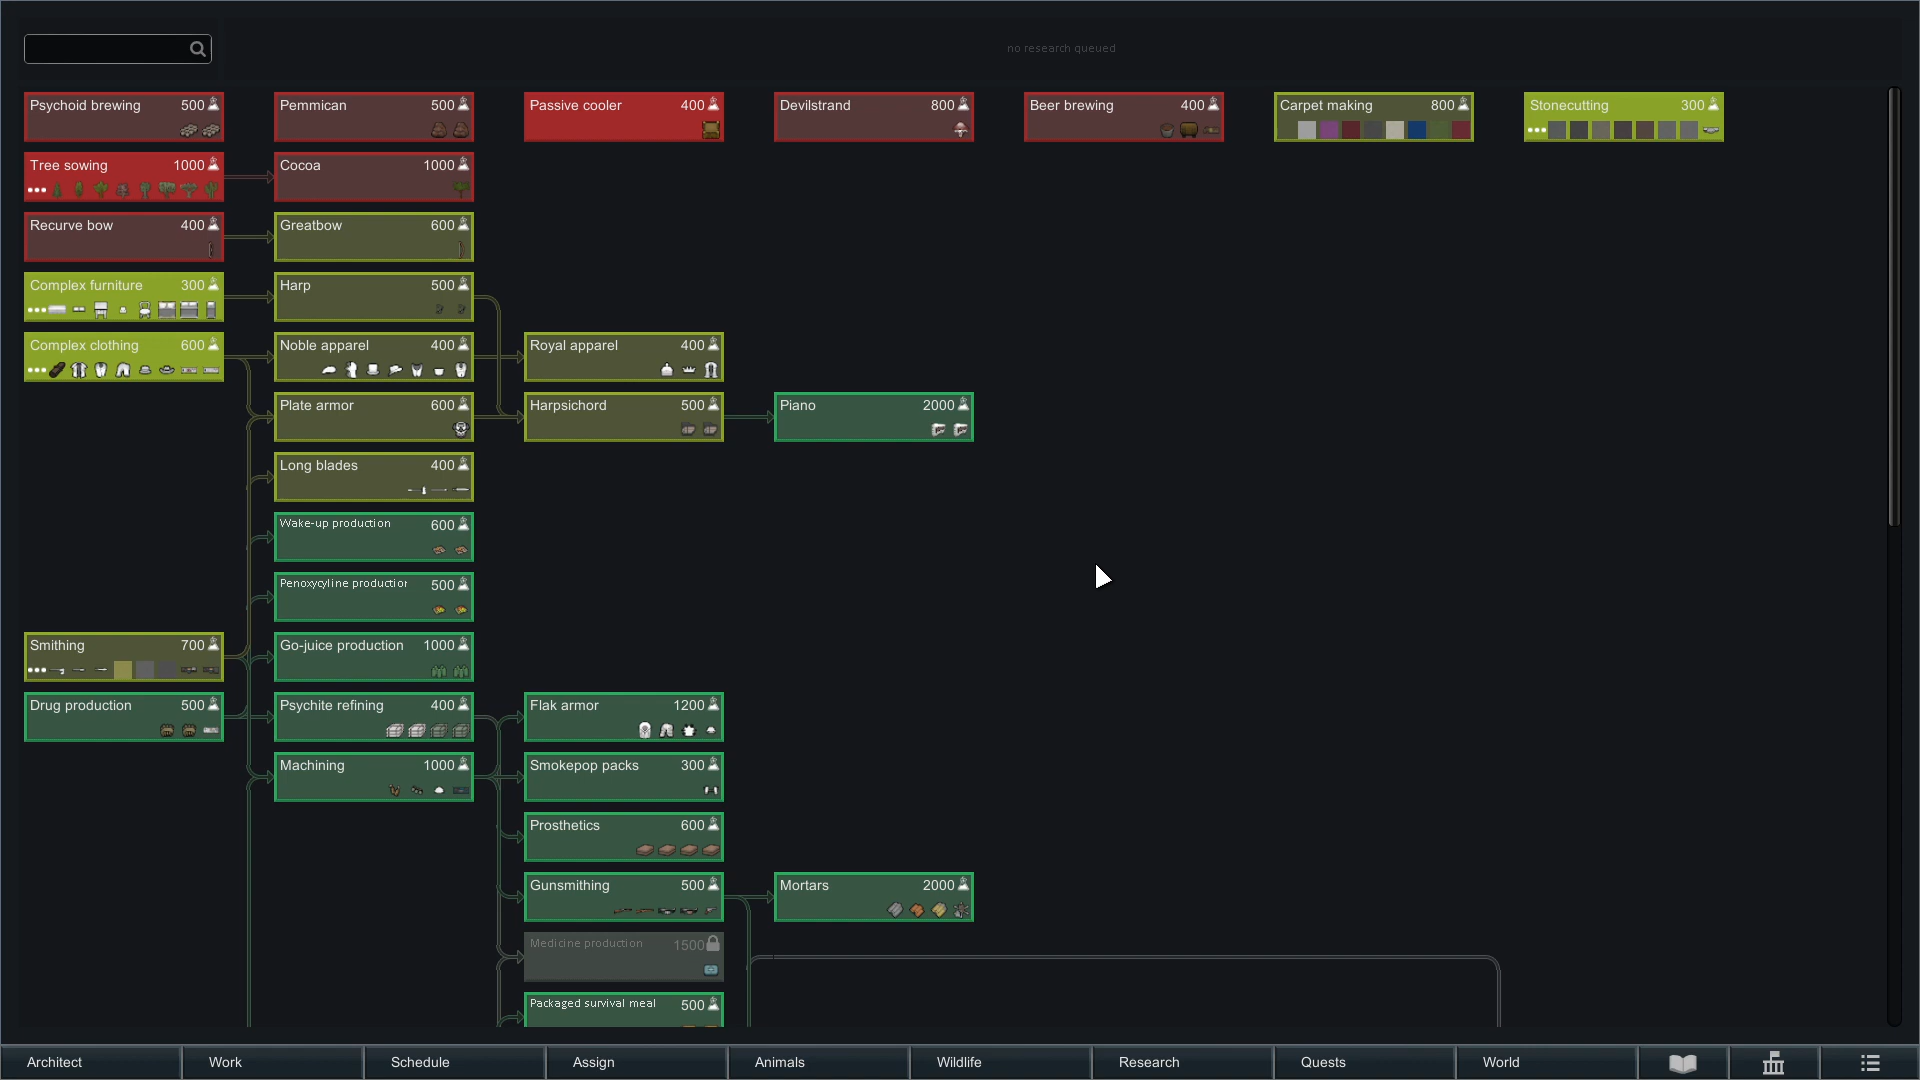 no research queued
Psychoid brewing 500
Pemmican 500
Passive cooler 400
Devilstrand 800
Beer brewing 400
Carpet making 800
Stonecutting 300
Tree sowing 1000
Cocoa 1000
Recurve bow 400
Greatbow 600
Complex furniture 300
Harp 500
Complex clothing 600
Noble apparel 400
Royal apparel 400
Plate armor 600
Harpsichord 500
Piano 2000
Long blades 400
Wake-up production 600
Penoxycyline production 500
Smithing 700
Go-juice production 1000
Drug production 500
Psychite refining 400
Flak armor 1200
Machining 1000
Smokepop packs 300
Prosthetics 600
Gunsmithing 500
Mortars 2000
Medicine production 1500
Packaged survival meal 500
Architect
Work
Schedule
Assign
Animals
Wildlife
Research
Quests
World